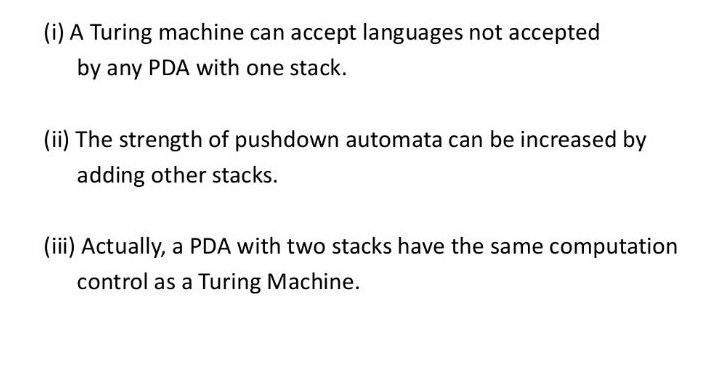 (i) A Turing machine can accept languages not accepted
by any PDA with one stack.
(ii) The strength of pushdown automata can be increased by
adding other stacks.
(iii) Actually, a PDA with two stacks have the same computation
control as a Turing Machine.